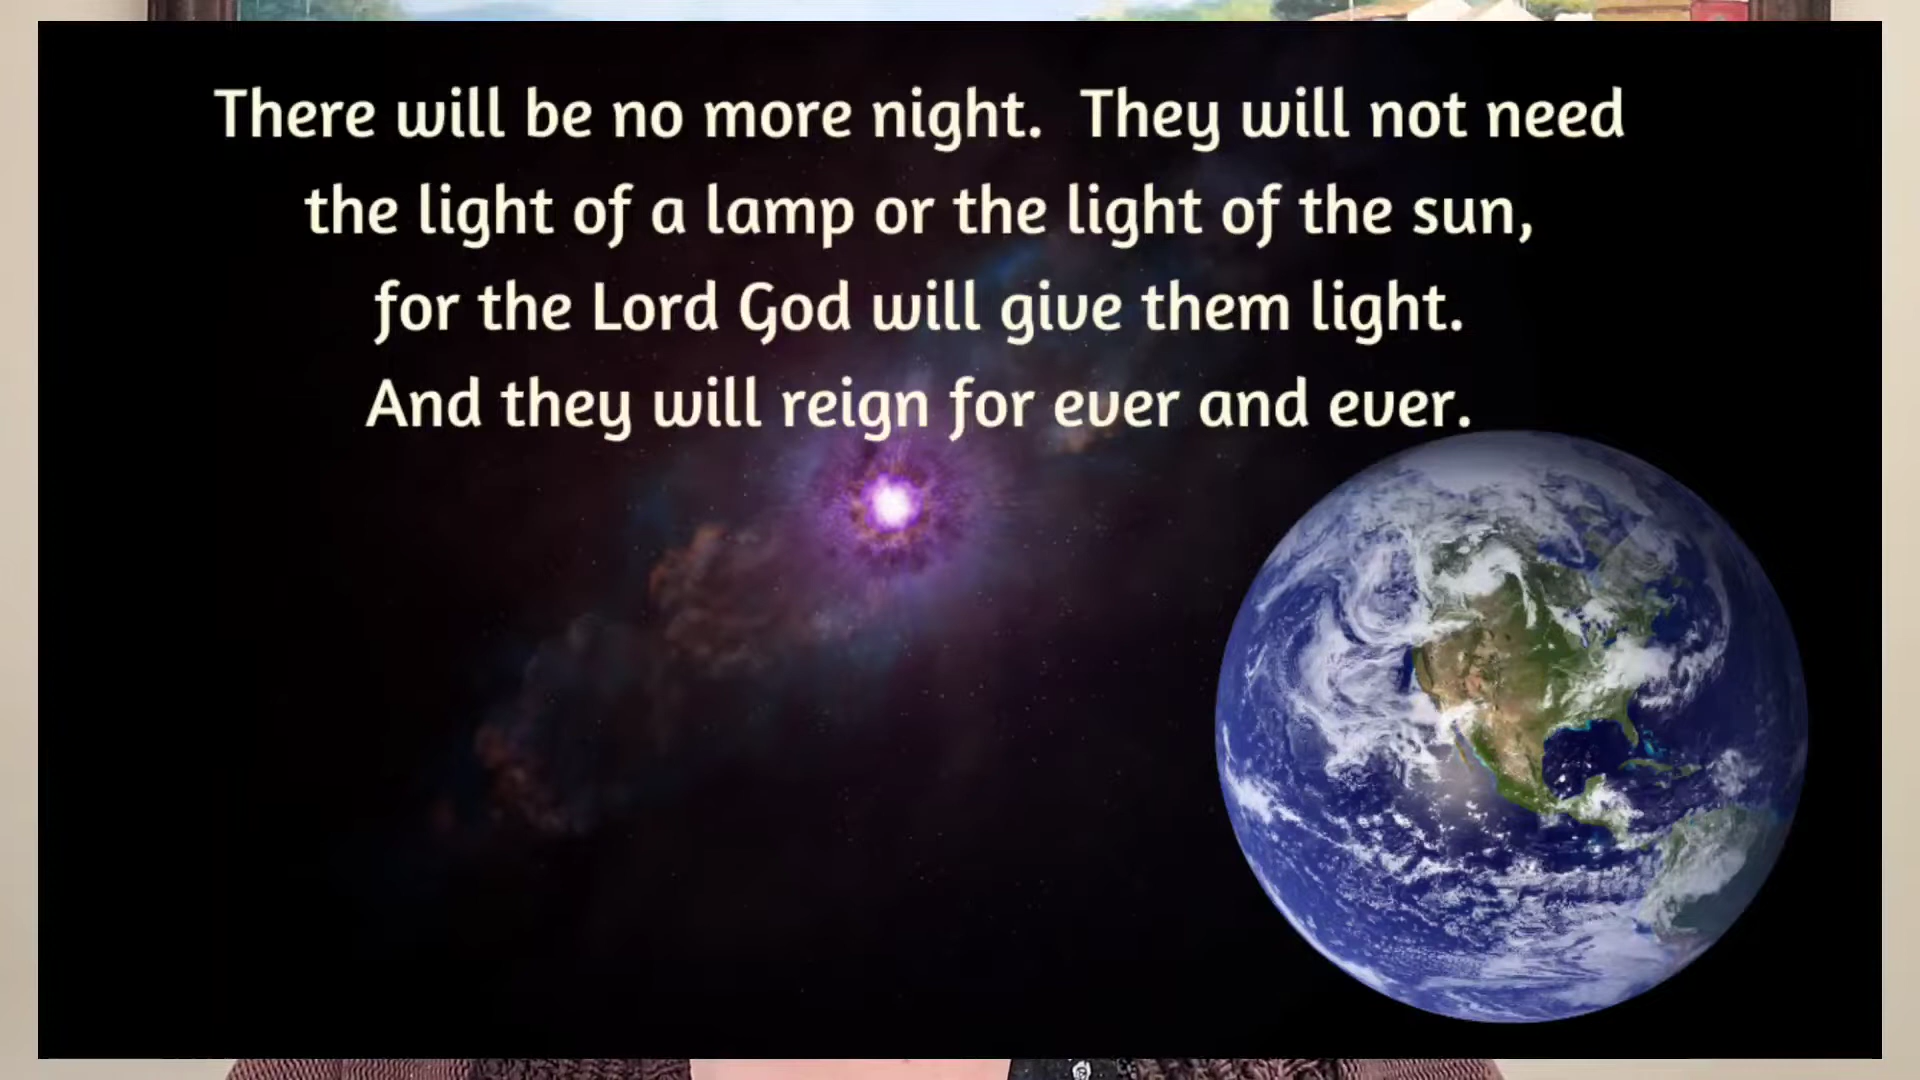 There will be no more night. They will not need
the light of a lamp or the light of the sun,
for the Lord God will give them light.
And they will reign for ever and ever.